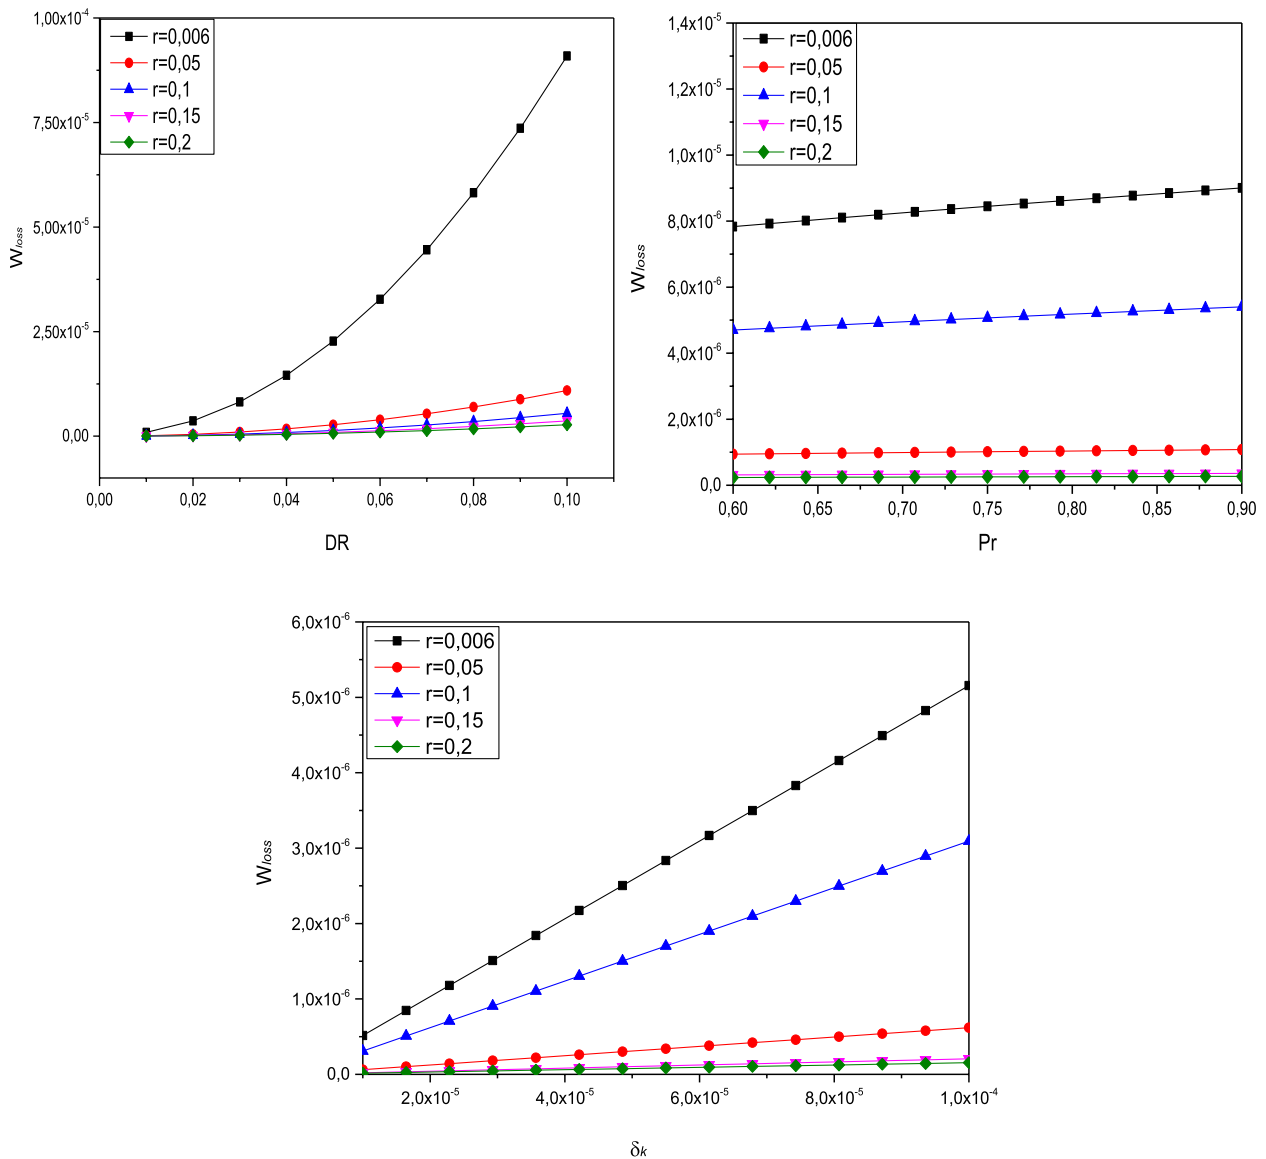 1,00x10⁻⁴
7,50x10⁻⁵
5,00x10⁻⁵
2,50x10⁻⁵
0,00
W_loss
r=0,006
r=0,05
r=0,1
r=0,15
r=0,2
0,00 0,02 0,04 0,06 0,08 0,10
DR
1,4x10⁻⁵
1,2x10⁻⁵
1,0x10⁻⁵
8,0x10⁻⁶
6,0x10⁻⁶
4,0x10⁻⁶
2,0x10⁻⁶
0,0
W_loss
r=0,006
r=0,05
r=0,1
r=0,15
r=0,2
0,60 0,65 0,70 0,75 0,80 0,85 0,90
Pr
6,0x10⁻⁶
5,0x10⁻⁶
4,0x10⁻⁶
3,0x10⁻⁶
2,0x10⁻⁶
1,0x10⁻⁶
0,0
W_loss
r=0,006
r=0,05
r=0,1
r=0,15
r=0,2
2,0x10⁻⁵ 4,0x10⁻⁵ 6,0x10⁻⁵ 8,0x10⁻⁵ 1,0x10⁻⁴
δk